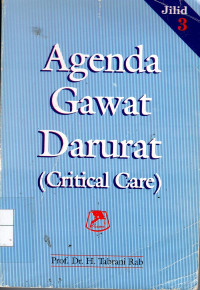 Jilid
3
Agenda
Gawat
Darurat
(Critical Care)
Prof. Dr. H. Tabrani Rab